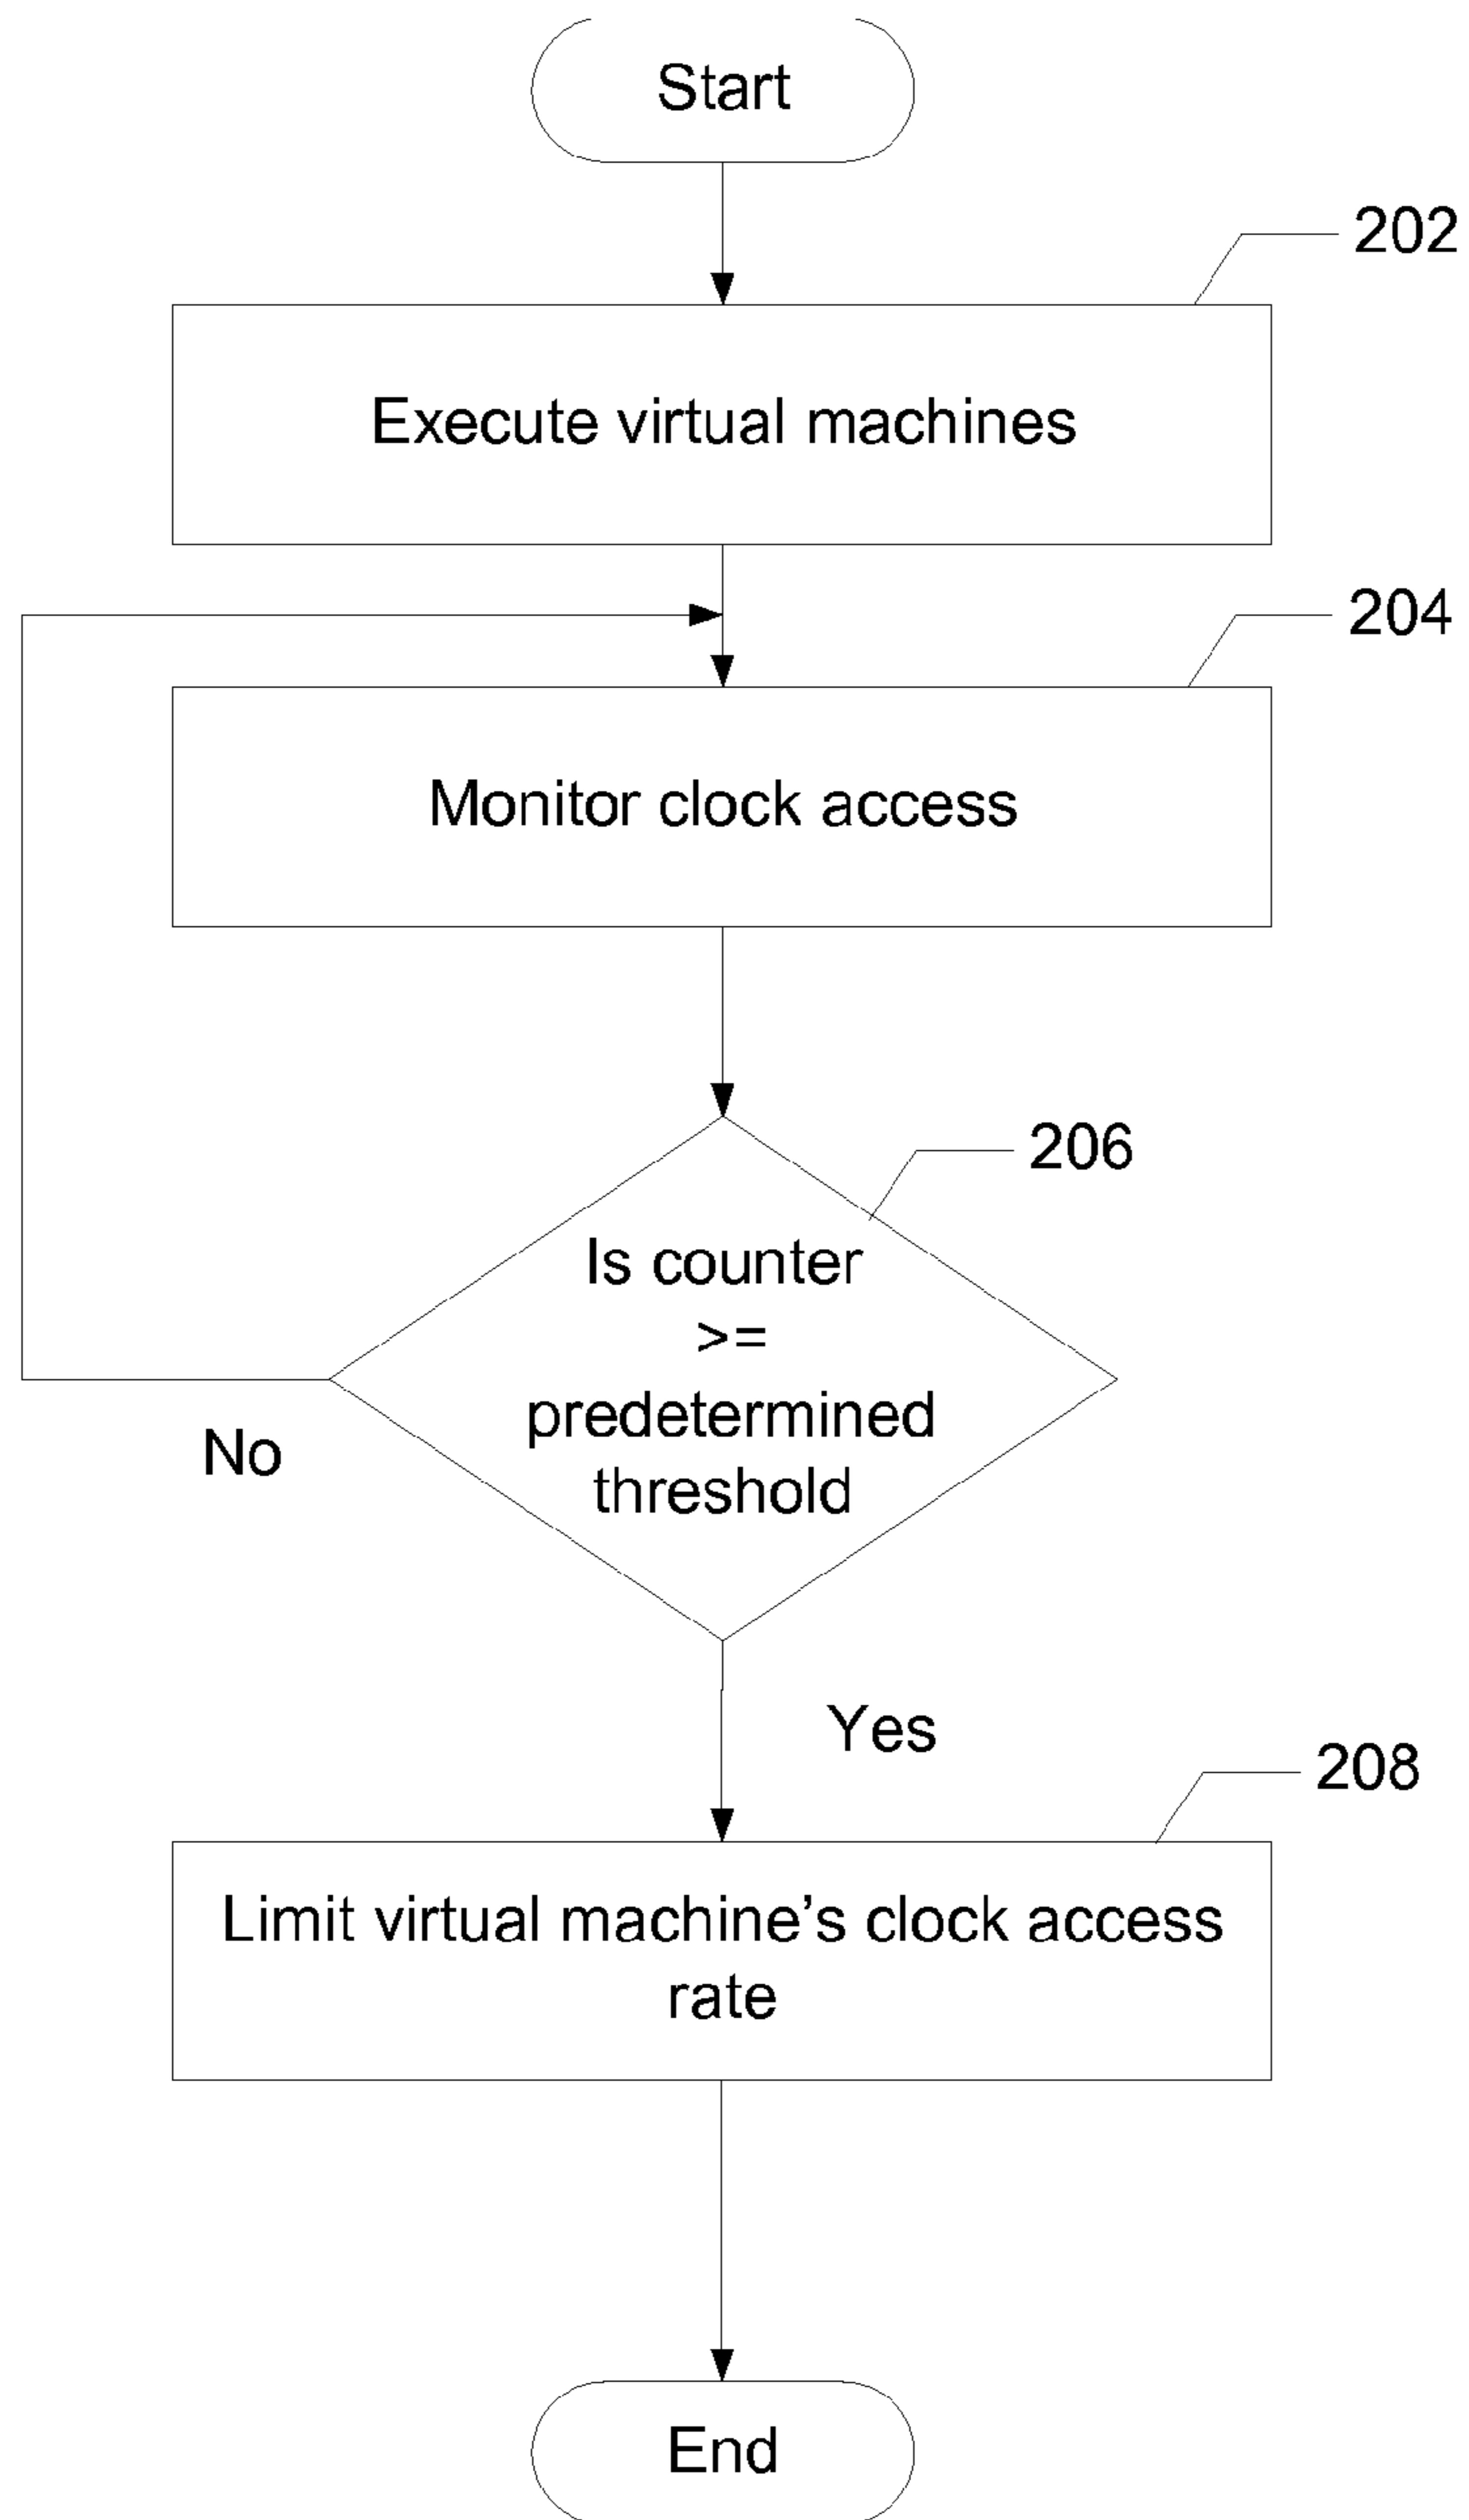 Start
202
Execute virtual machines
204
Monitor clock access
206
Is counter
>=
predetermined
threshold
No
Yes
208
Limit virtual machine’s clock access
rate
End